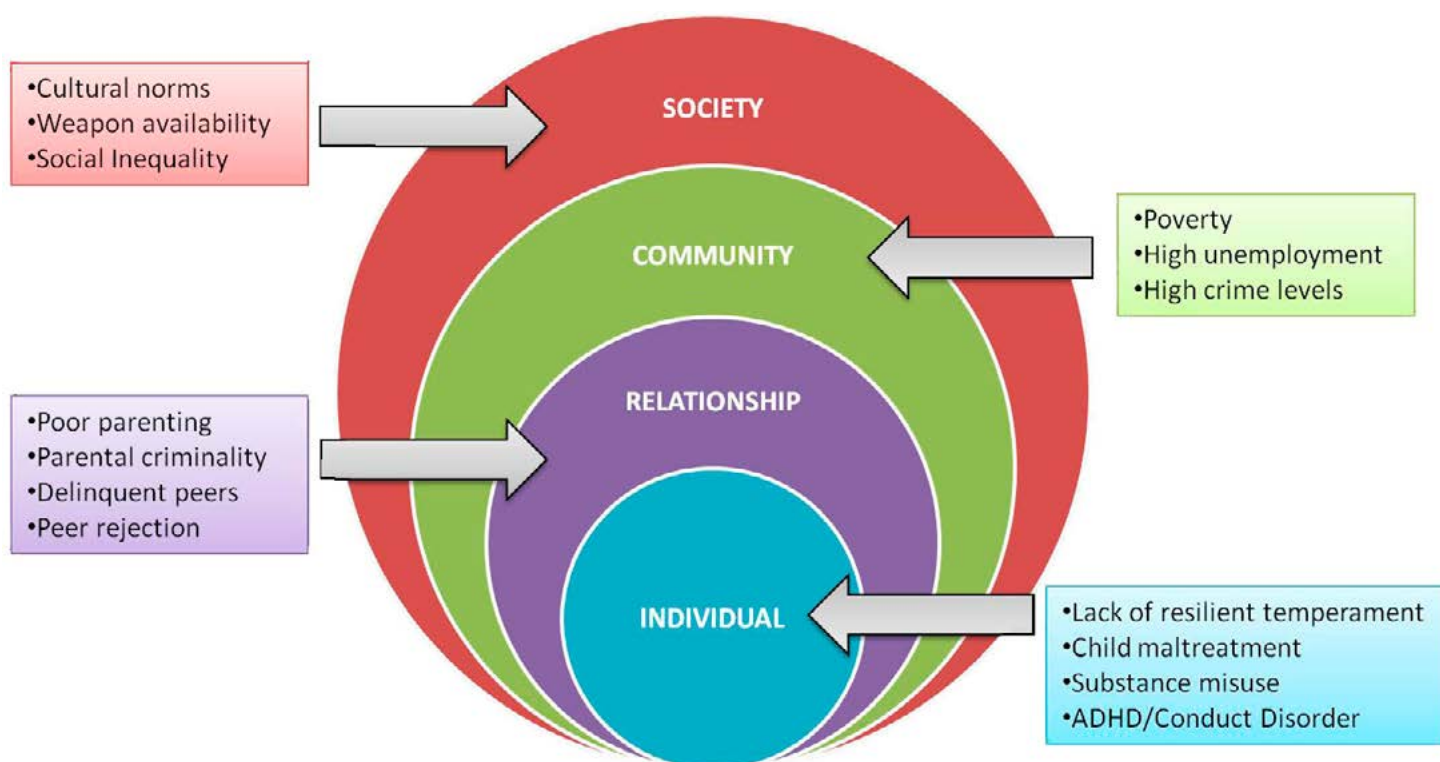 •Cultural norms
•Weapon availability
•Social Inequality
SOCIETY
COMMUNITY
•Poverty
•High unemployment
•High crime levels
RELATIONSHIP
•Poor parenting
•Parental criminality
•Delinquent peers
•Peer rejection
INDIVIDUAL
•Lack of resilient temperament
•Child maltreatment
•Substance misuse
•ADHD/Conduct Disorder